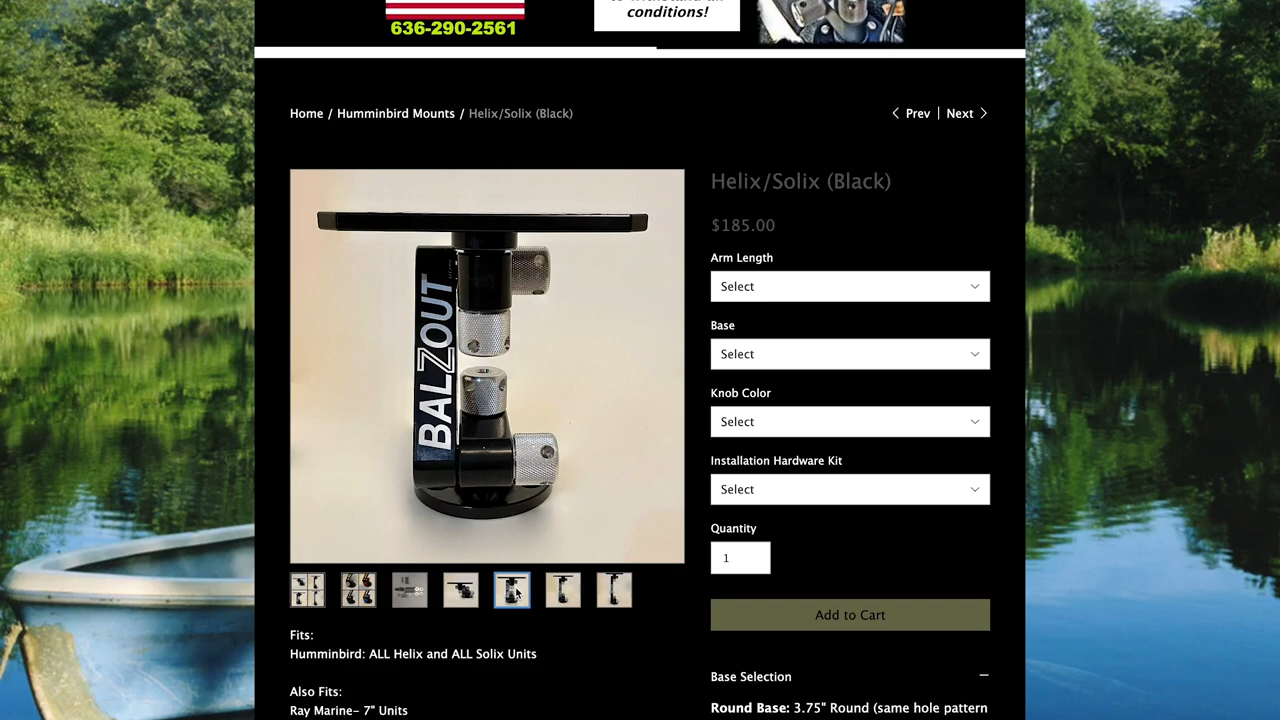 636-290-2561
conditions!
Home / Humminbird Mounts / Helix/Solix (Black)
Prev | Next
BALZOUT
Helix/Solix (Black)
$185.00
Arm Length
Select
Base
Select
Knob Color
Select
Installation Hardware Kit
Select
Quantity
1
Add to Cart
Fits:
Humminbird: ALL Helix and ALL Solix Units
Also Fits:
Ray Marine- 7" Units
Base Selection
Round Base: 3.75" Round (same hole pattern